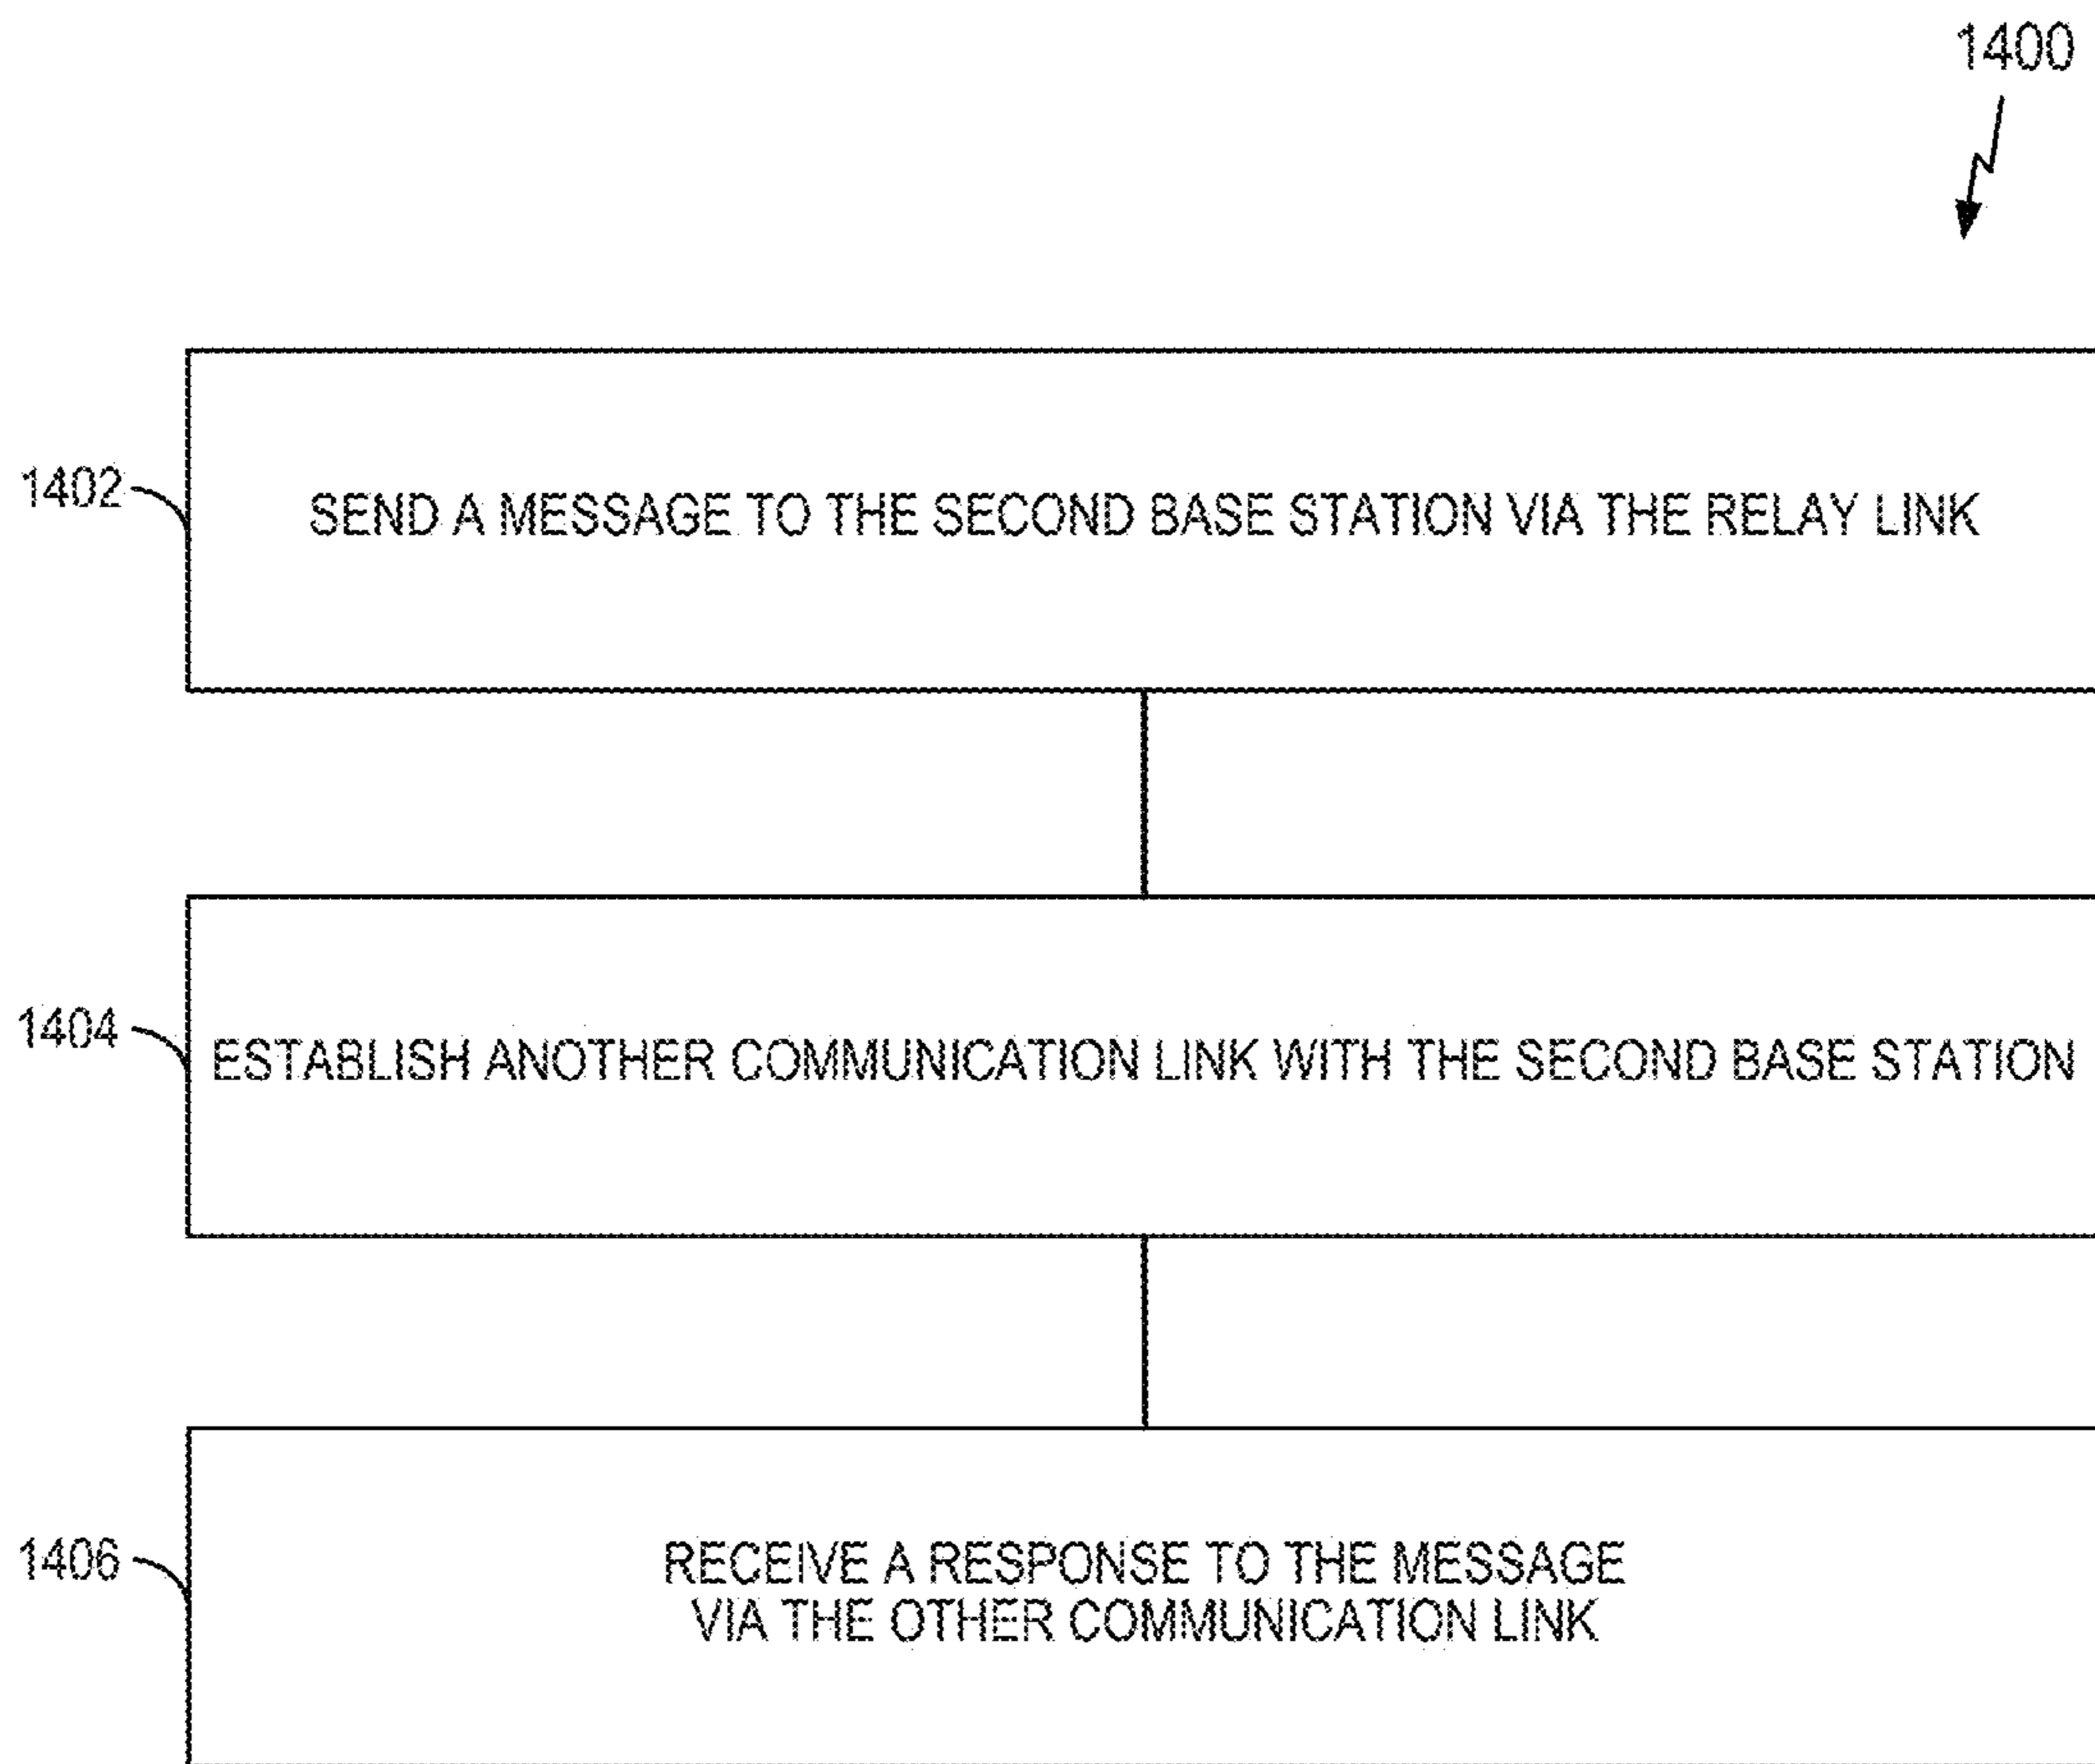 1400
1402
SEND A MESSAGE TO THE SECOND BASE STATION VIA THE RELAY LINK
1404
ESTABLISH ANOTHER COMMUNICATION LINK WITH THE SECOND BASE STATION
1406
RECEIVE A RESPONSE TO THE MESSAGE
VIA THE OTHER COMMUNICATION LINK